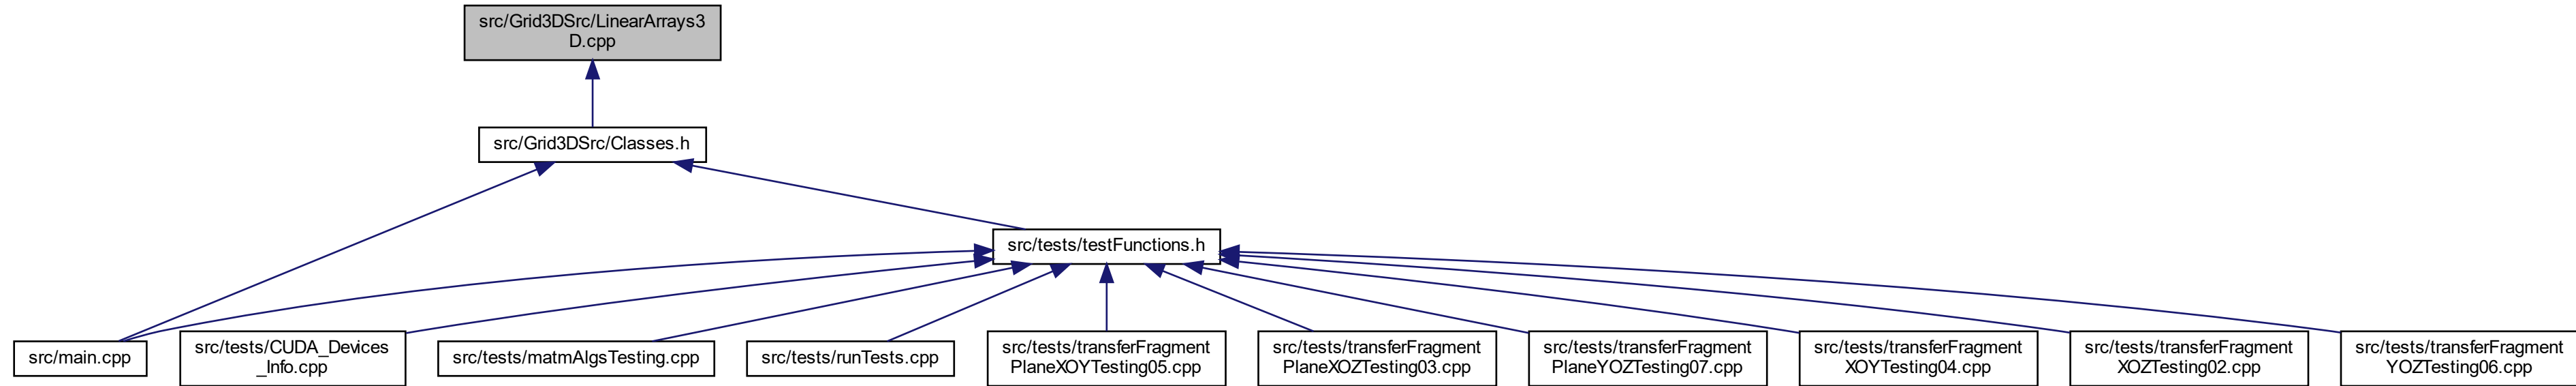 src/Grid3DSrc/LinearArrays3
D.cpp
src/Grid3DSrc/Classes.h
src/tests/testFunctions.h
src/main.cpp
src/tests/CUDA_Devices
_Info.cpp
src/tests/matmAlgsTesting.cpp
src/tests/runTests.cpp
src/tests/transferFragment
PlaneXOYTesting05.cpp
src/tests/transferFragment
PlaneXOZTesting03.cpp
src/tests/transferFragment
PlaneYOZTesting07.cpp
src/tests/transferFragment
XOYTesting04.cpp
src/tests/transferFragment
XOZTesting02.cpp
src/tests/transferFragment
YOZTesting06.cpp